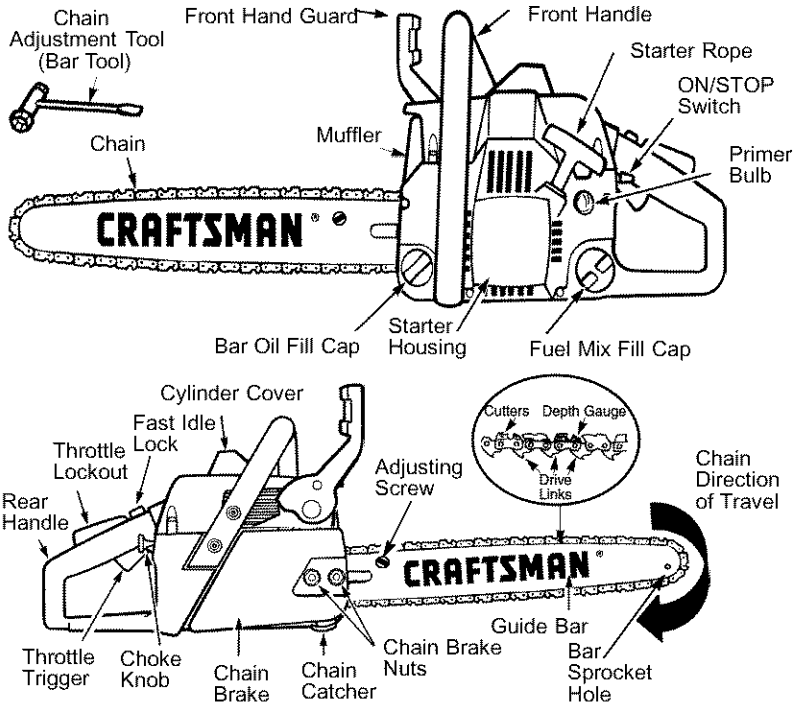 Chain
Adjustment Tool
(Bar Tool)
Front Hand Guard
Front Handle
Starter Rope
ON/STOP
Switch
Muffler
Chain
Primer
Bulb
CRAFTSMAN ®
Bar Oil Fill Cap
Starter
Housing
Fuel Mix Fill Cap
Cylinder Cover
Fast Idle
Lock
Throttle
Lockout
Rear
Handle
Adjusting
Screw
Cutters
Depth Gauge
Drive
Links
Chain
Direction
of Travel
CRAFTSMAN ®
Guide Bar
Bar
Sprocket
Hole
Chain Brake
Nuts
Throttle
Trigger
Choke
Knob
Chain
Brake
Chain
Catcher